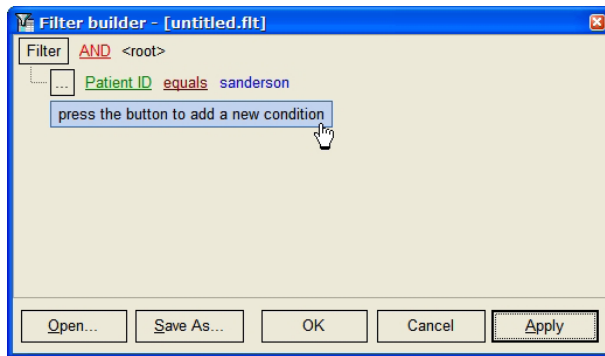 Filter builder - [untitled.flt]
Filter AND <root>
... Patient ID equals sanderson
press the button to add a new condition
Open... Save As... OK Cancel Apply